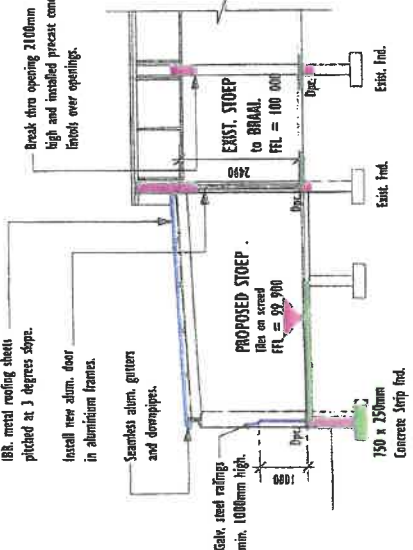 Break thru opening 2100mm
high and installed precast conc
lintols over openings.
IBR. metal roofing sheets
pitched at 3 degrees slope.
Install new alum. door
in aluminium frames.
Seamless alum. gutters
and downpipes.
Galv. steel railings
min. 1000mm high.
EXIST. STOEP
to BRAAI.
FFL = 100 000
2490
PROPOSED STOEP .
Tiles on screed
FFL = 99 900
1000
Dpc.
Dpc.
Dpc.
Exist. Fnd.
Exist. Fnd.
750 x 250mm
Concrete Strip Fnd.